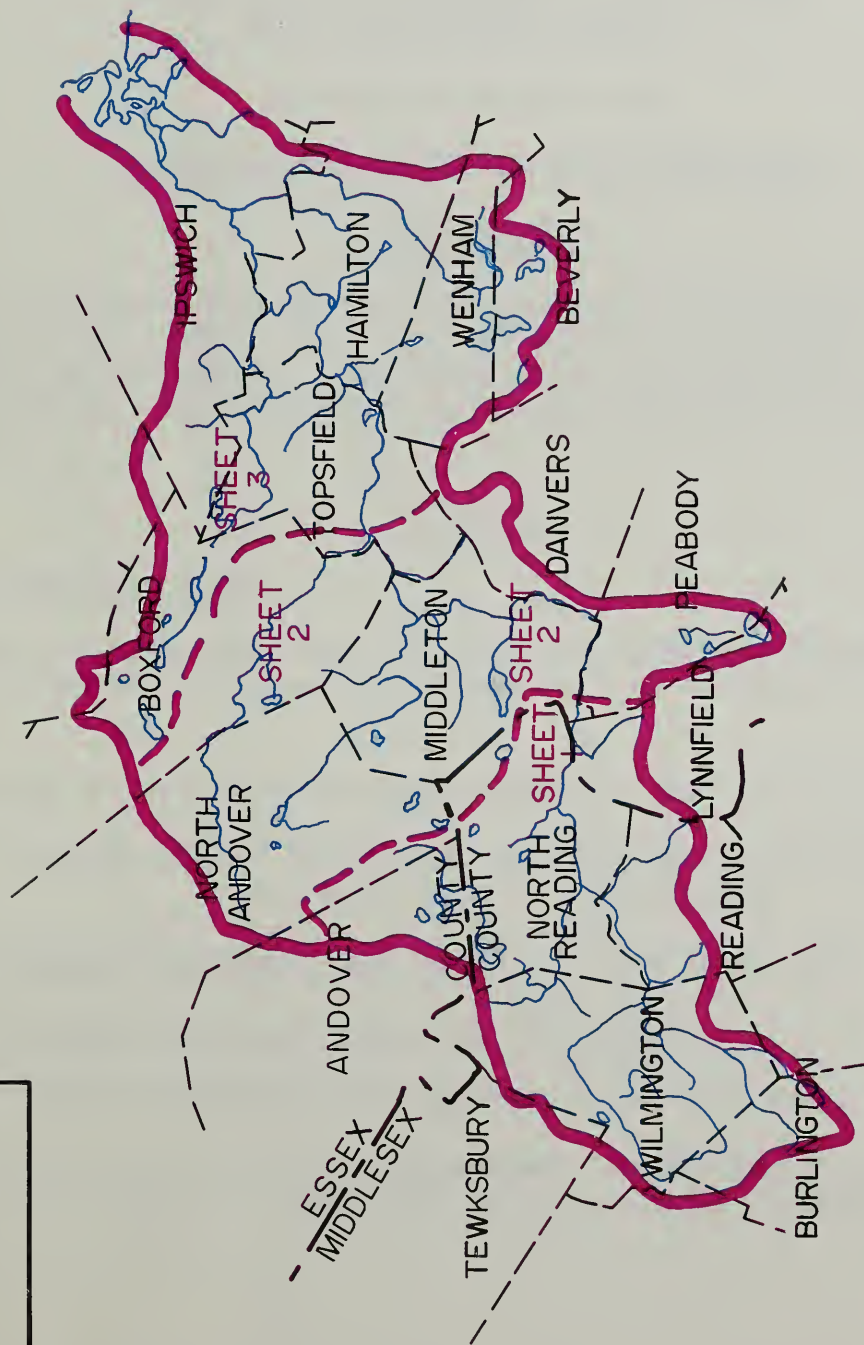 IPSWICH
HAMILTON
WENHAM
BEVERLY
SHEET
3
TOPSFIELD
DANVERS
PEABODY
BOXFORD
SHEET
2
MIDDLETON
SHEET
2
LYNNFIELD
NORTH
ANDOVER
SHEET
ANDOVER
COUNTY
COUNTY
NORTH
READING
READING
ESSEX
MIDDLESEX
TEWKSBURY
WILMINGTON
BURLINGTON